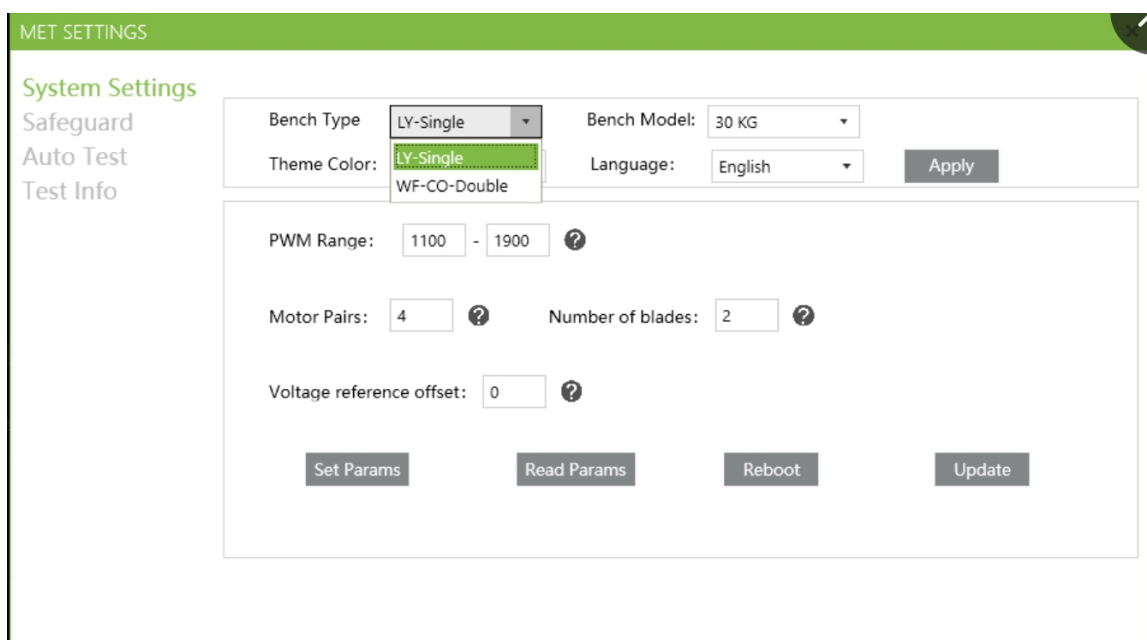 MET SETTINGS
System Settings
Safeguard
Auto Test
Test Info
Bench Type LY-Single Bench Model: 30 KG
LY-Single
WF-CO-Double
Theme Color: Language: English Apply
PWM Range: 1100 - 1900 ?
Motor Pairs: 4 ? Number of blades: 2 ?
Voltage reference offset: 0 ?
Set Params Read Params Reboot Update